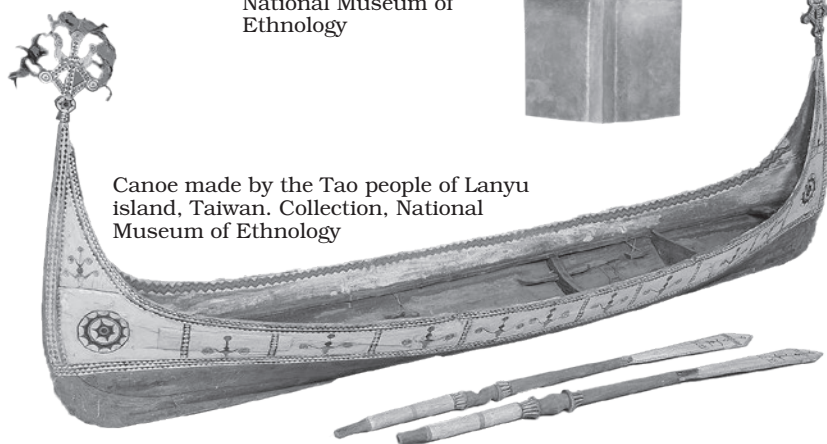 National Museum of
Ethnology
Canoe made by the Tao people of Lanyu
island, Taiwan. Collection, National
Museum of Ethnology